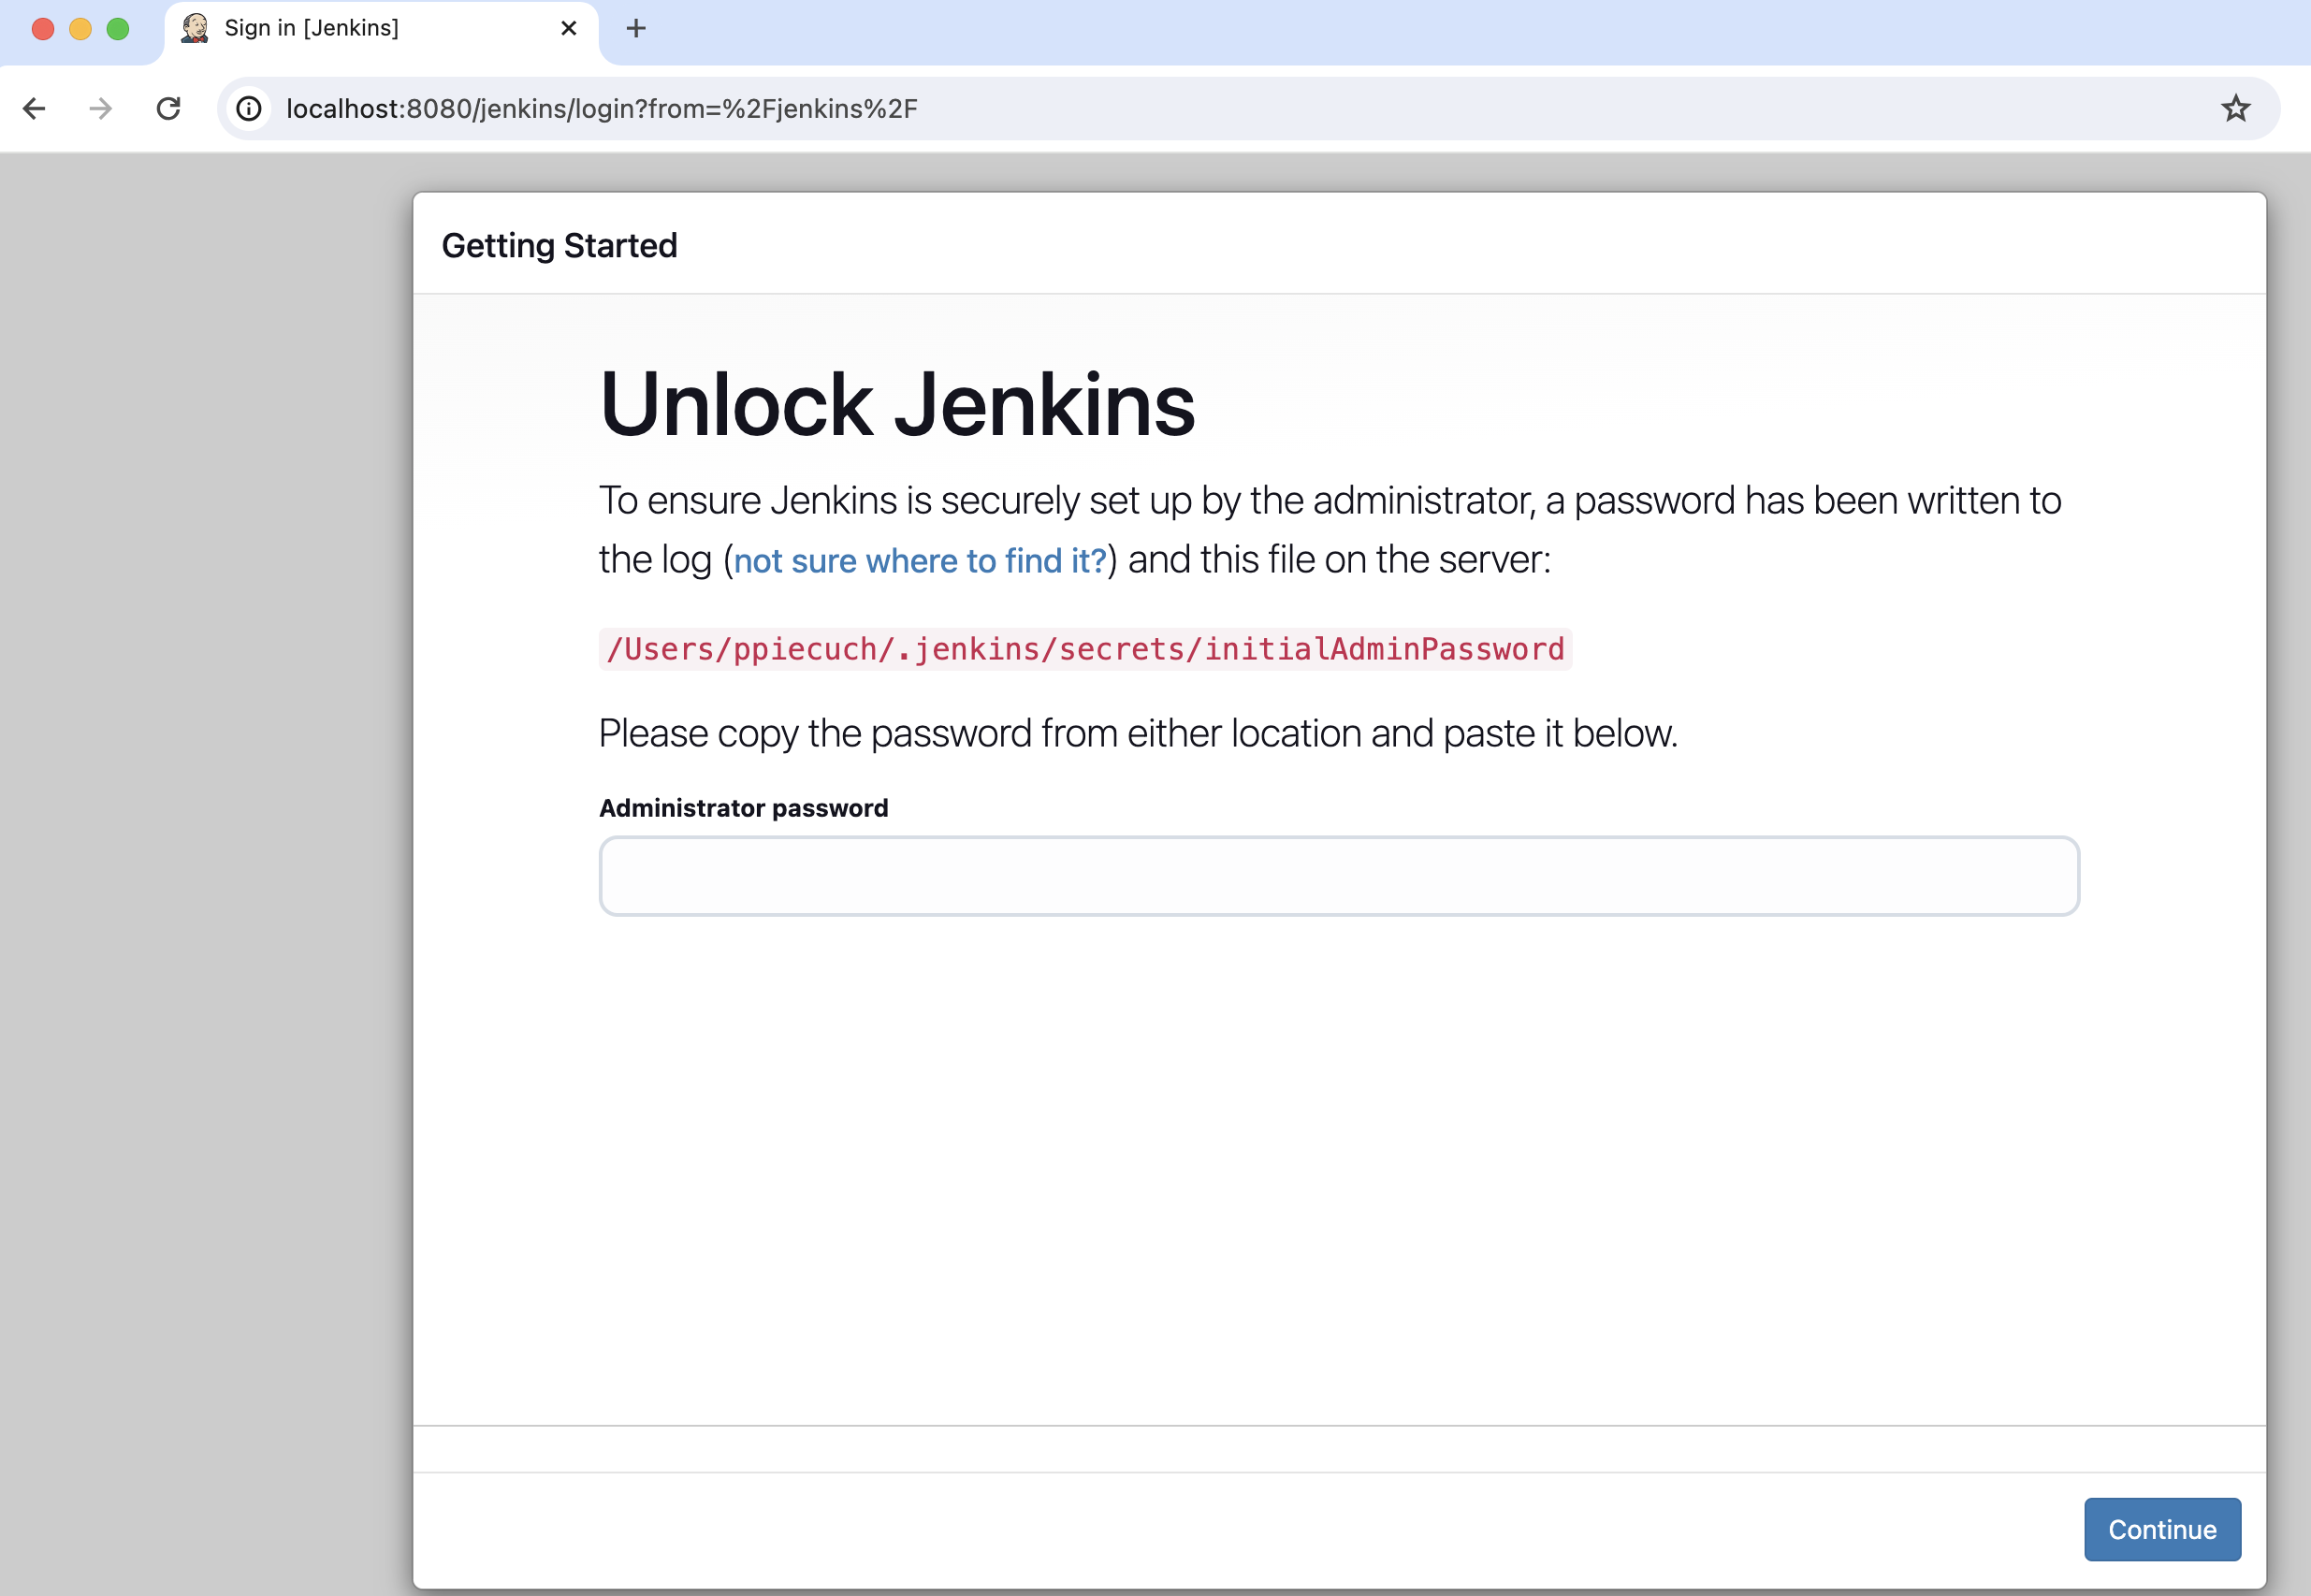 Sign in [Jenkins]
localhost:8080/jenkins/login?from=%2Fjenkins%2F
Getting Started
Unlock Jenkins
To ensure Jenkins is securely set up by the administrator, a password has been written to
the log (not sure where to find it?) and this file on the server:
/Users/ppiecuch/.jenkins/secrets/initialAdminPassword
Please copy the password from either location and paste it below.
Administrator password
Continue